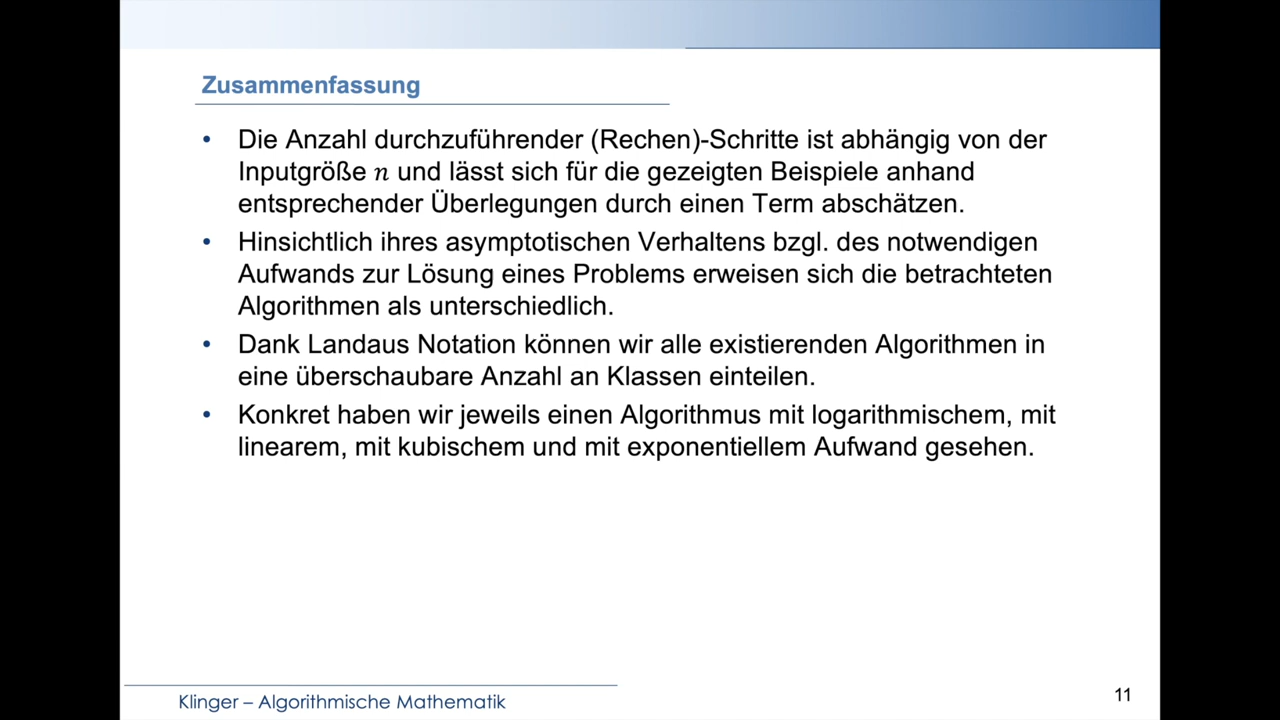 Zusammenfassung
• Die Anzahl durchzuführender (Rechen)-Schritte ist abhängig von der
Inputgröße n und lässt sich für die gezeigten Beispiele anhand
entsprechender Überlegungen durch einen Term abschätzen.
• Hinsichtlich ihres asymptotischen Verhaltens bzgl. des notwendigen
Aufwands zur Lösung eines Problems erweisen sich die betrachteten
Algorithmen als unterschiedlich.
• Dank Landaus Notation können wir alle existierenden Algorithmen in
eine überschaubare Anzahl an Klassen einteilen.
• Konkret haben wir jeweils einen Algorithmus mit logarithmischem, mit
linearem, mit kubischem und mit exponentiellem Aufwand gesehen.
Klinger – Algorithmische Mathematik
11